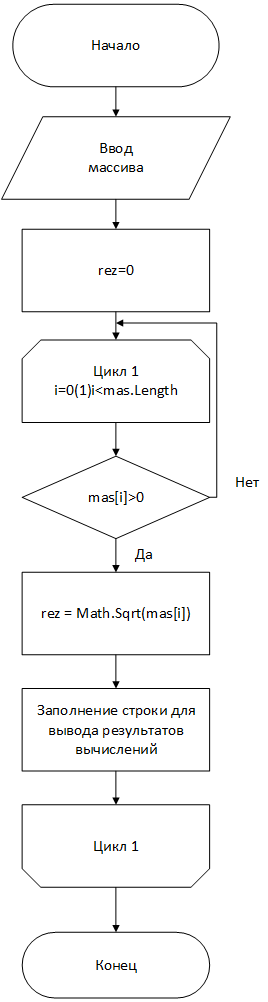 Начало
Ввод
массива
rez=0
Цикл 1
i=0(1)i<mas.Length
mas[i]>0
Нет
Да
rez = Math.Sqrt(mas[i])
Заполнение строки для
вывода результатов
вычислений
Цикл 1
Конец